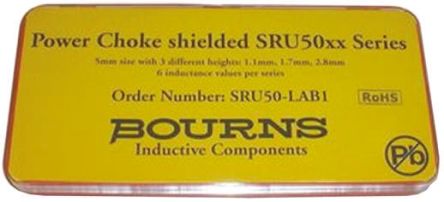 Power Choke shielded SRU50xx Series
5mm size with 3 different heights: 1.1mm, 1.7mm, 2.8mm
6 inductance values per series
Order Number: SRU50-LAB1
RoHS
BOURNS
Inductive Components
Pb